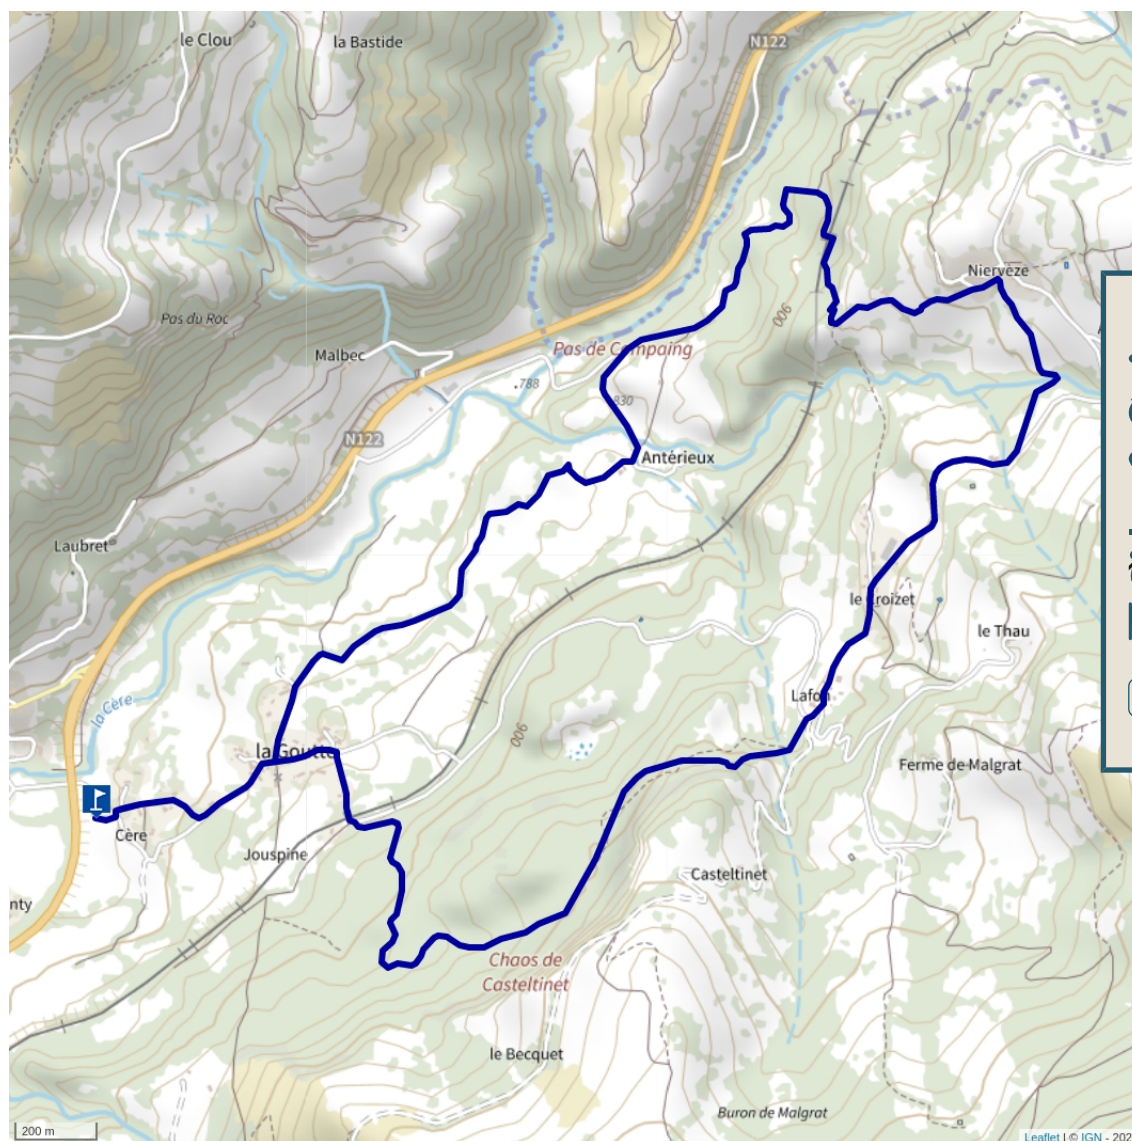 le Clou
la Bastide
N122
Pas du Roc
Niervèze
Malbec
Pas de Compaing
788
830
900
N122
Antérieux
Laubret
le Croizet
le Thau
la Cère
Lafon
la Goutte
900
Ferme de Malgrat
Cère
Jouspine
Casteltinet
Chaos de
Casteltinet
le Becquet
Buron de Malgrat
200 m
Leaflet | © IGN - 202